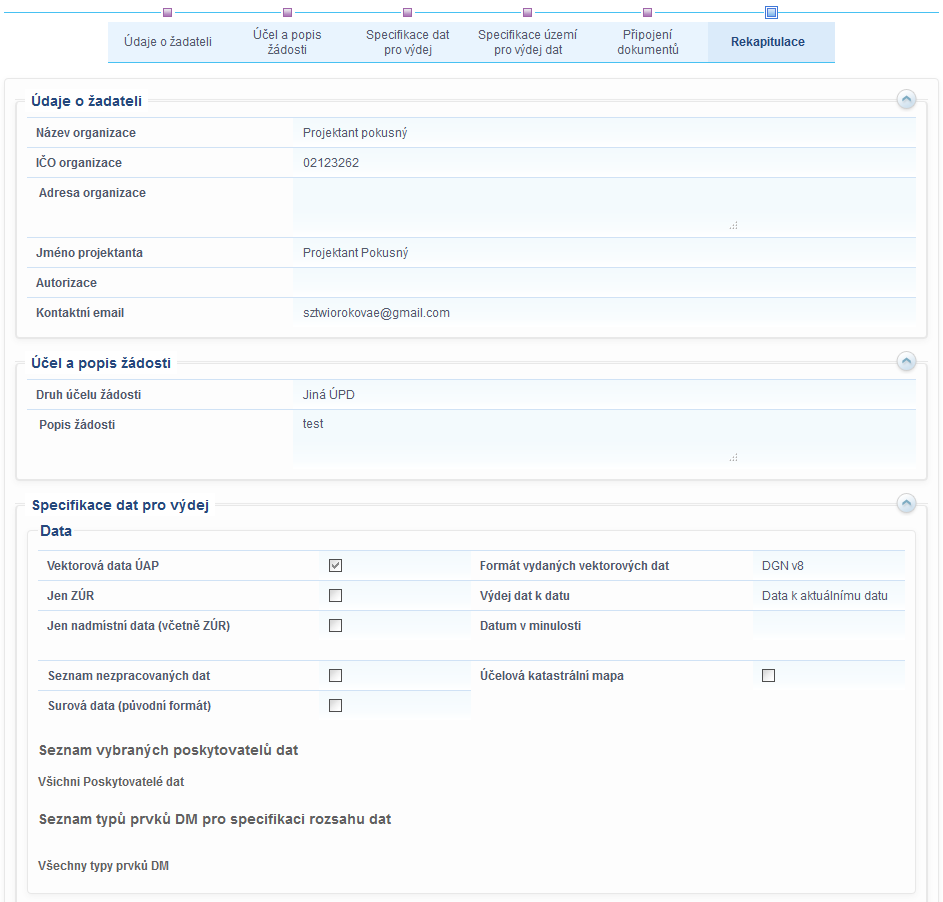 Údaje o žadateli
Účel a popis
žádosti
Specifikace dat
pro výdej
Specifikace území
pro výdej dat
Připojení
dokumentů
Rekapitulace
Údaje o žadateli
Název organizace Projektant pokusný
IČO organizace 02123262
Adresa organizace
Jméno projektanta Projektant Pokusný
Autorizace
Kontaktní email sztwiorokovae@gmail.com
Účel a popis žádosti
Druh účelu žádosti Jiná ÚPD
Popis žádosti test
Specifikace dat pro výdej
Data
Vektorová data ÚAP Formát vydaných vektorových dat DGN v8
Jen ZÚR Výdej dat k datu Data k aktuálnímu datu
Jen nadmístní data (včetně ZÚR) Datum v minulosti
Seznam nezpracovaných dat Účelová katastrální mapa
Surová data (původní formát)
Seznam vybraných poskytovatelů dat
Všichni Poskytovatelé dat
Seznam typů prvků DM pro specifikaci rozsahu dat
Všechny typy prvků DM